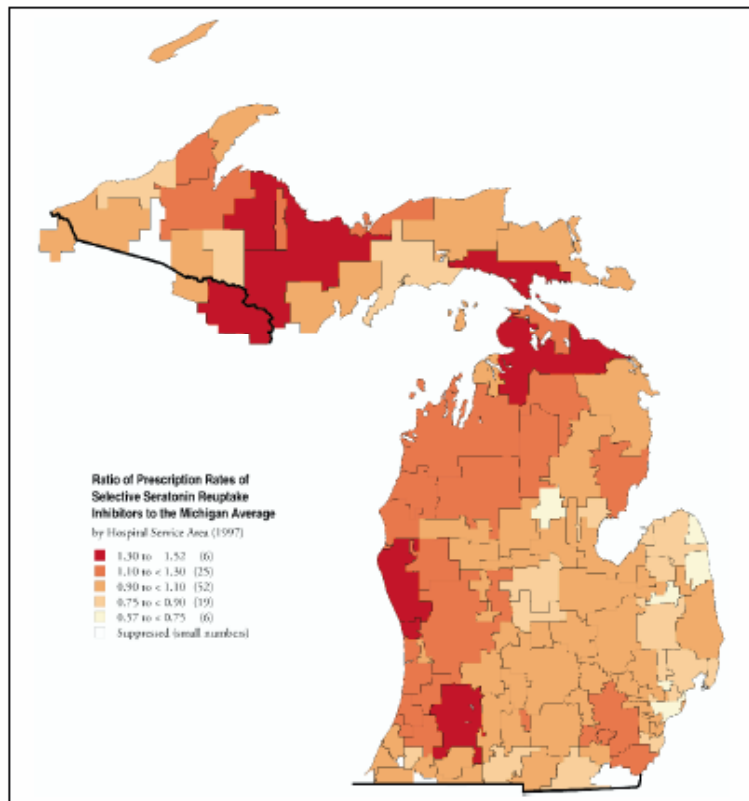 Ratio of Prescription Rates of
Selective Seratonin Reuptake
Inhibitors to the Michigan Average
by Hospital Service Area (1997)
1.30 to 1.52 (6)
1.10 to < 1.30 (25)
0.90 to < 1.10 (52)
0.75 to < 0.90 (19)
0.57 to < 0.75 (6)
Suppressed (small numbers)